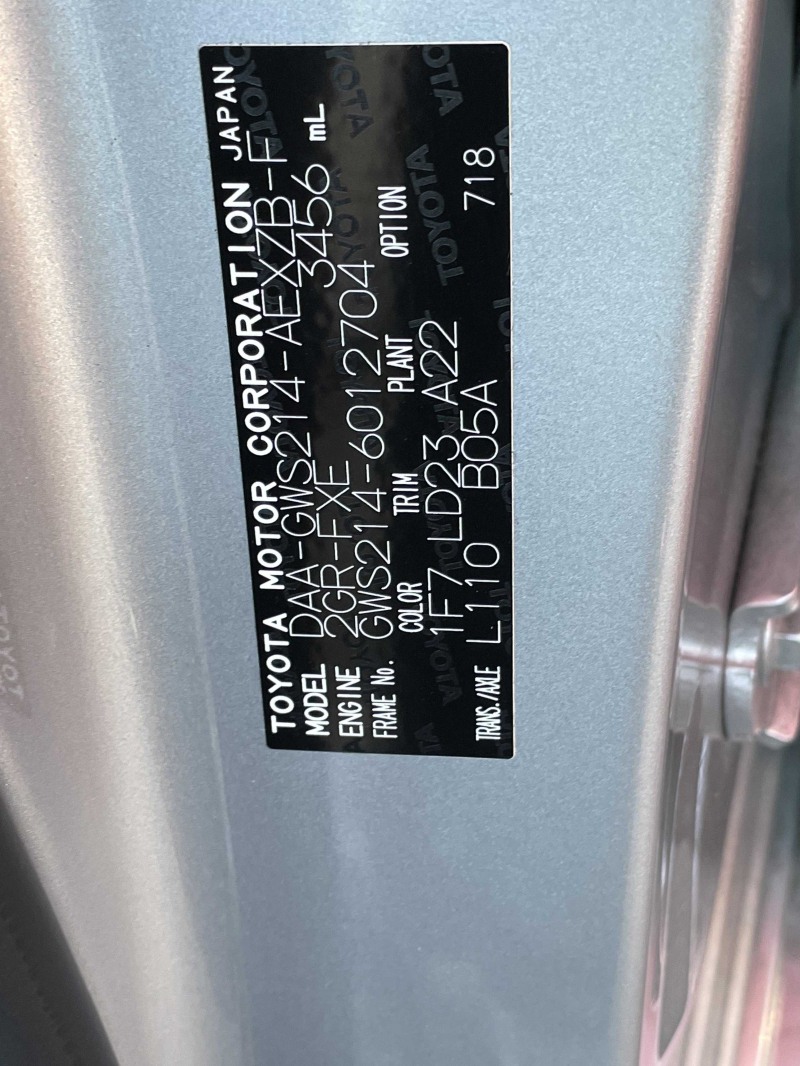 TOYOTA MOTOR CORPORATION JAPAN
MODEL DAA-GWS214-AEXZB-F
ENGINE 2GR-FXE 3456 mL
FRAME No. GWS214-6012704
COLOR TRIM PLANT OPTION
1F7 LD23 A22
TRANS./AXLE L110 B05A 718